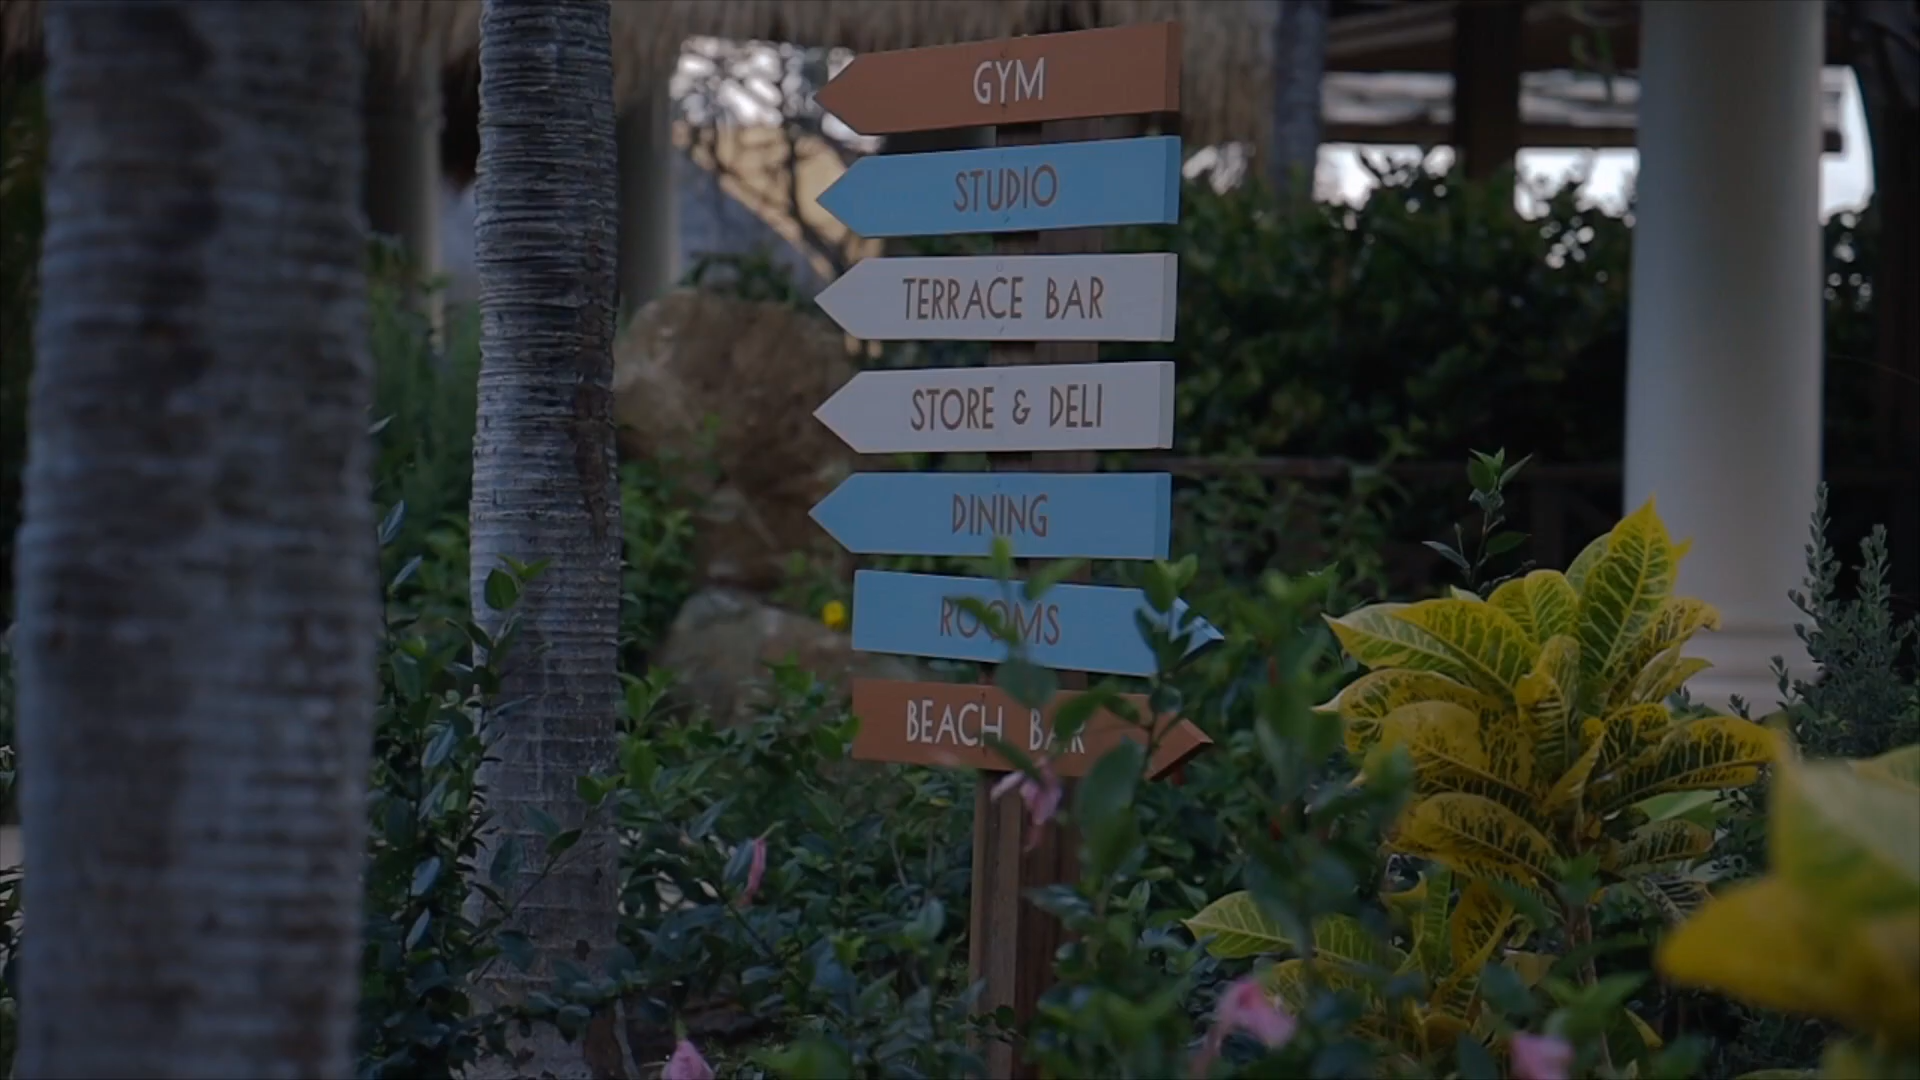 GYM
STUDIO
TERRACE BAR
STORE & DELI
DINING
ROOMS
BEACH BAR